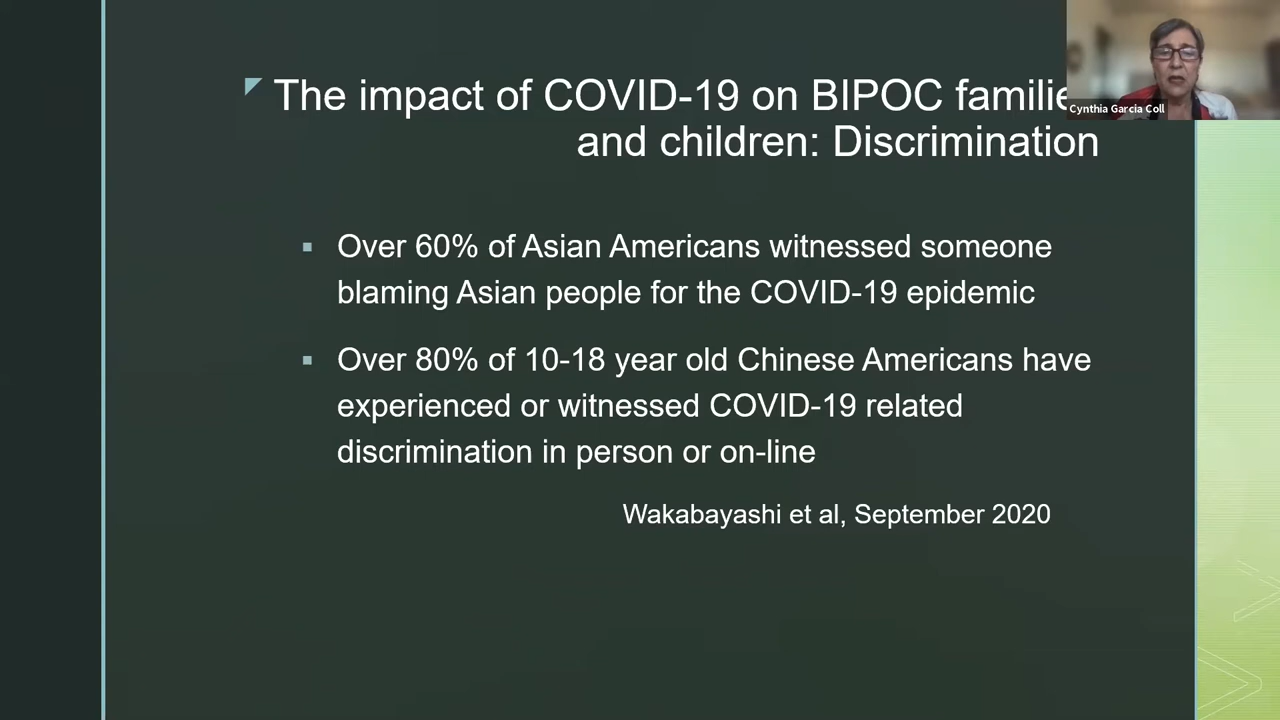 The impact of COVID-19 on BIPOC familie
and children: Discrimination
Cynthia Garcia Coll
Over 60% of Asian Americans witnessed someone
blaming Asian people for the COVID-19 epidemic
Over 80% of 10-18 year old Chinese Americans have
experienced or witnessed COVID-19 related
discrimination in person or on-line
Wakabayashi et al, September 2020